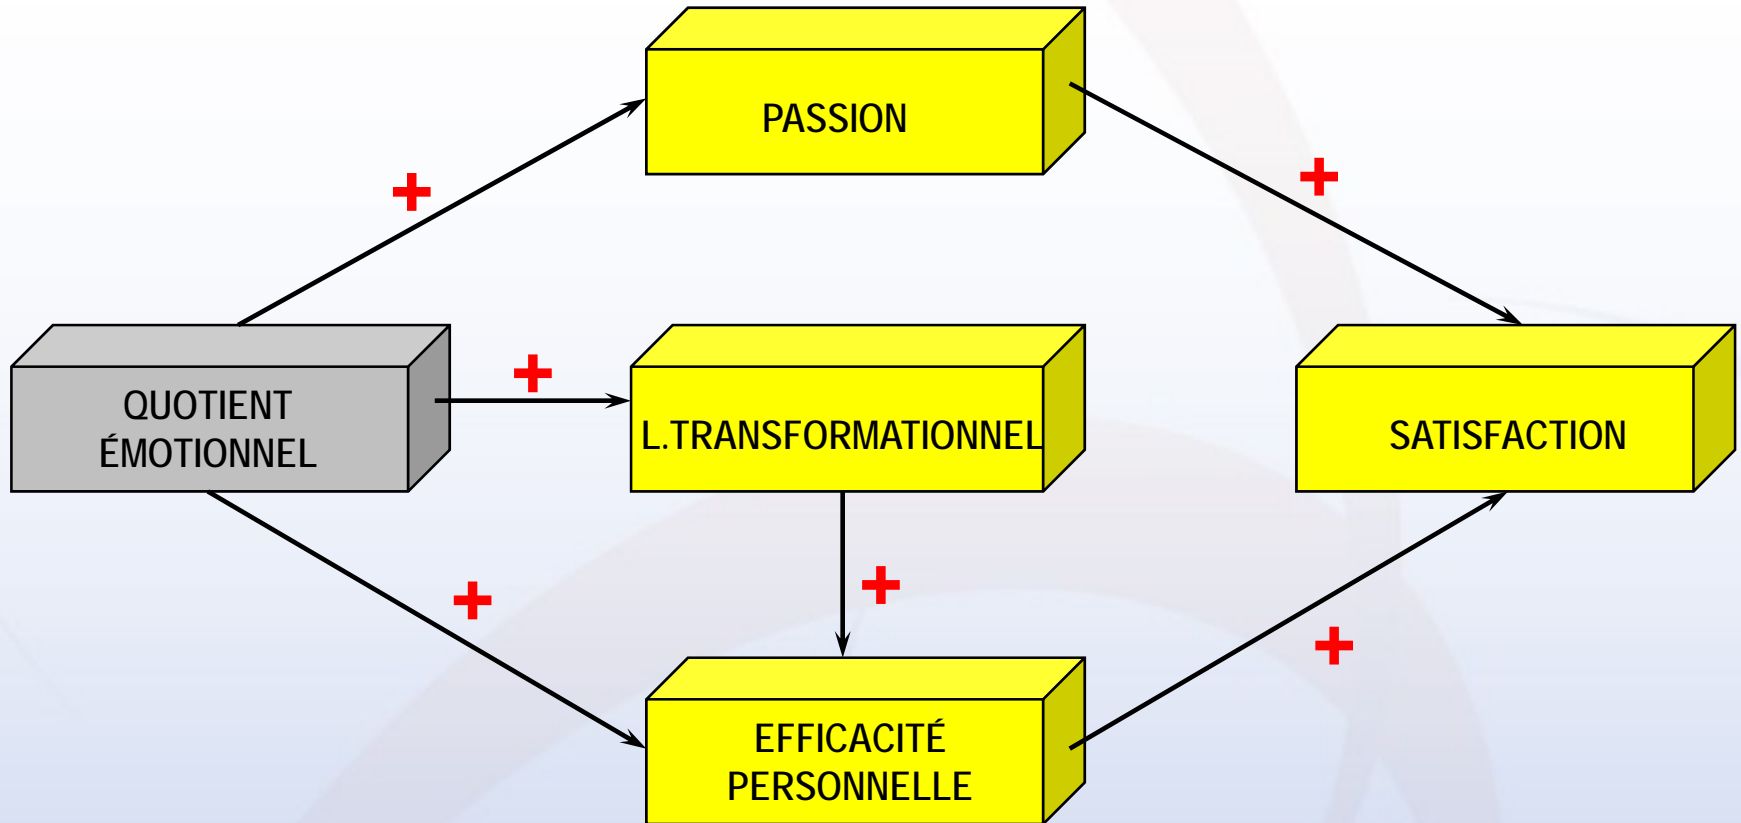 PASSION
+
+
QUOTIENT
ÉMOTIONNEL
+
L.TRANSFORMATIONNEL
SATISFACTION
+
+
+
EFFICACITÉ
PERSONNELLE